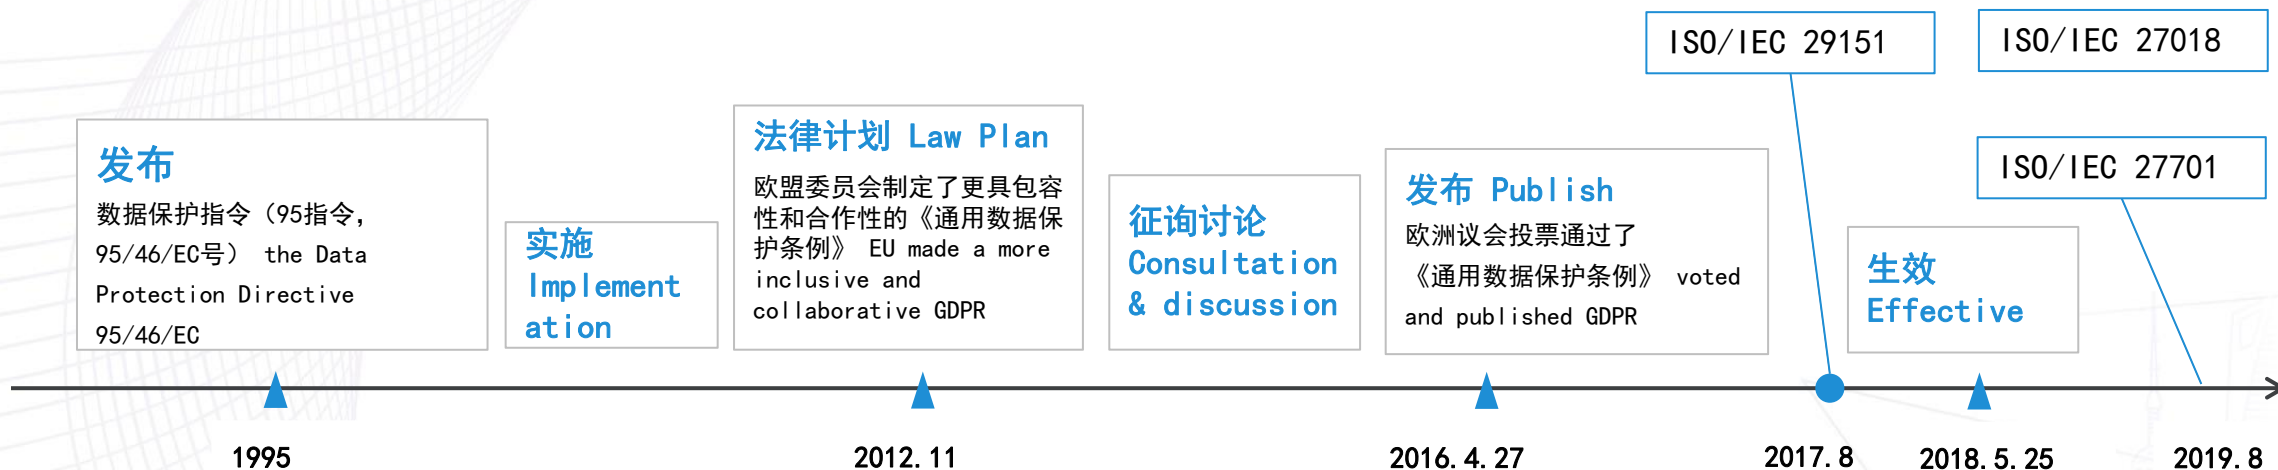 ISO/IEC 29151
ISO/IEC 27018
ISO/IEC 27701
发布
数据保护指令（95指令，
95/46/EC号） the Data
Protection Directive
95/46/EC
实施
Implement
ation
法律计划 Law Plan
欧盟委员会制定了更具包容
性和合作性的《通用数据保
护条例》 EU made a more
inclusive and
collaborative GDPR
征询讨论
Consultation
& discussion
发布 Publish
欧洲议会投票通过了
《通用数据保护条例》 voted
and published GDPR
生效
Effective
1995
2012.11
2016.4.27
2017.8
2018.5.25
2019.8